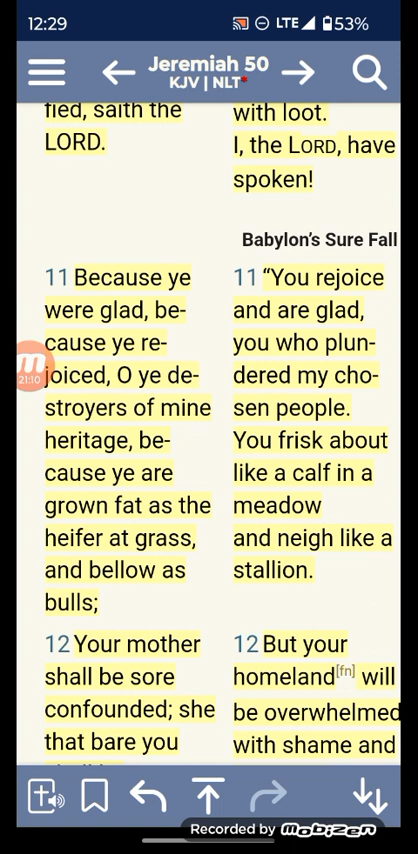 12:29
LTE
53%
Jeremiah 50
KJV | NLT*
fied, saith the
LORD.
with loot.
I, the LORD, have
spoken!
Babylon’s Sure Fall
11 Because ye
were glad, be-
cause ye re-
joiced, O ye de-
stroyers of mine
heritage, be-
cause ye are
grown fat as the
heifer at grass,
and bellow as
bulls;
11 “You rejoice
and are glad,
you who plun-
dered my cho-
sen people.
You frisk about
like a calf in a
meadow
and neigh like a
stallion.
21:10
12 Your mother
shall be sore
confounded; she
that bare you
12 But your
homeland[fn] will
be overwhelmed
with shame and
Recorded by mobizen